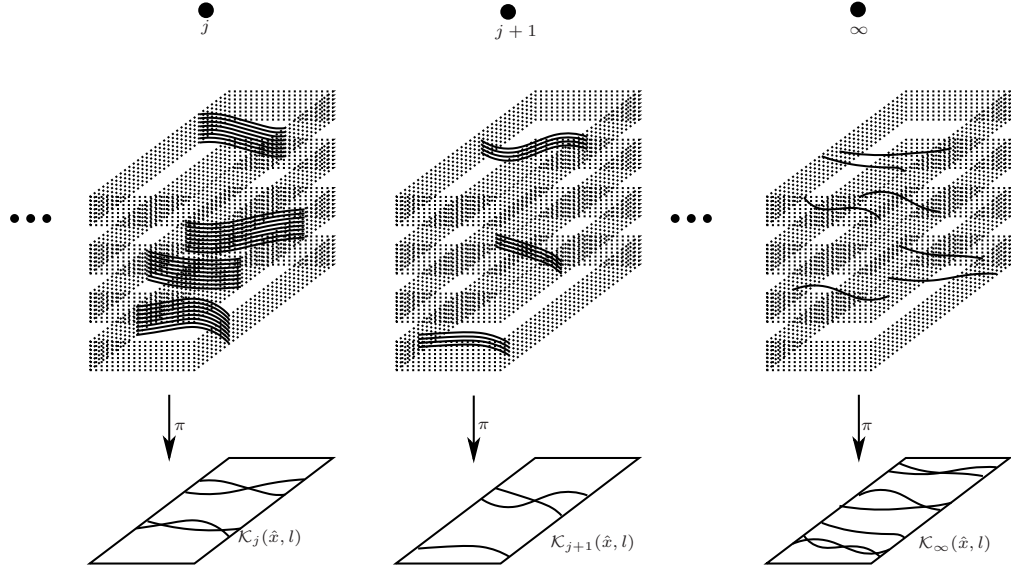 j
j + 1
∞
π
π
π
𝒦_j(x̂, l)
𝒦_{j+1}(x̂, l)
𝒦_∞(x̂, l)